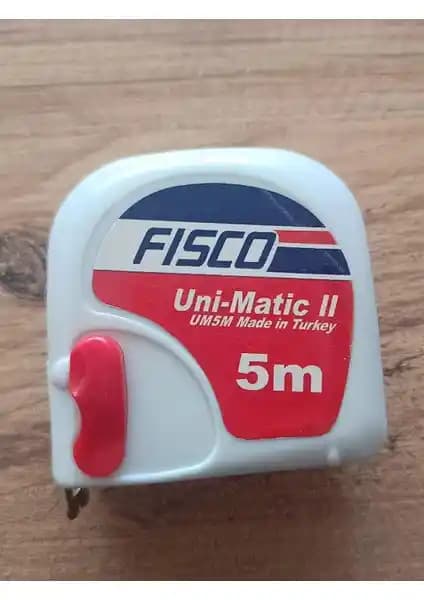 FISCO
Uni-Matic II
UM5M Made in Turkey
5m